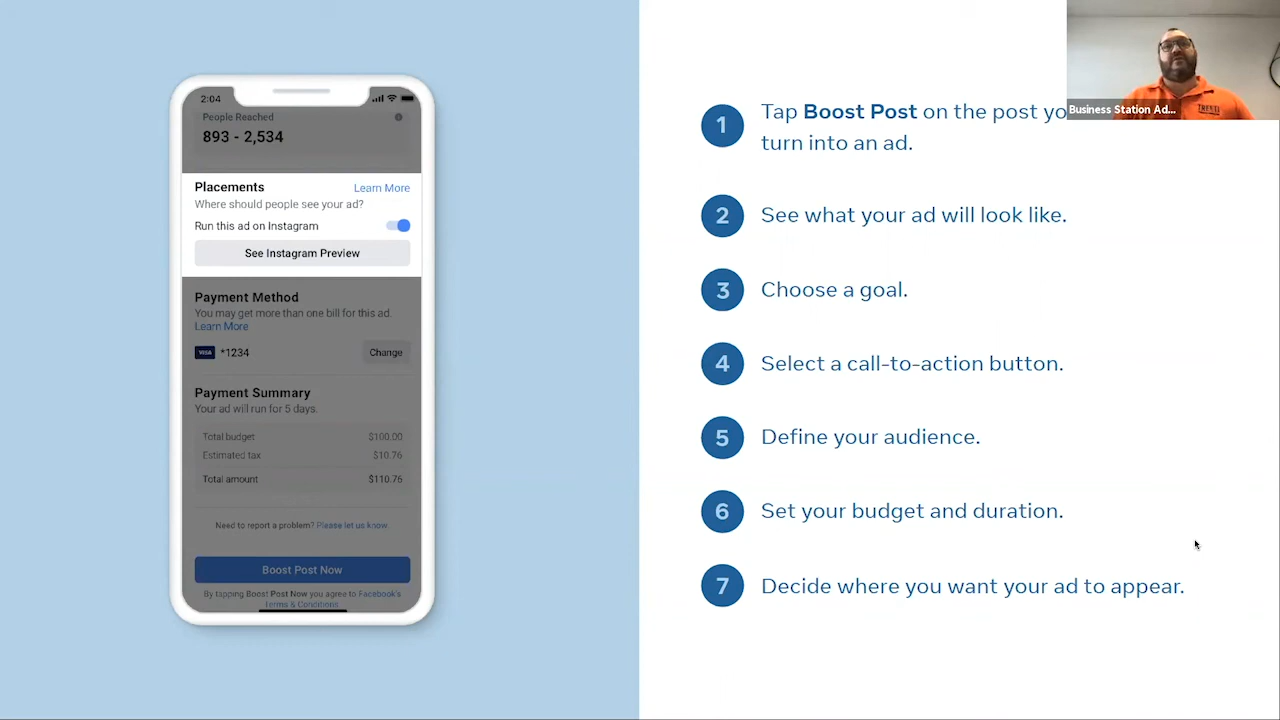 2:04
People Reached
893 - 2,534
Placements
Learn More
Where should people see your ad?
Run this ad on Instagram
See Instagram Preview
Payment Method
You may get more than one bill for this ad.
Learn More
VISA *1234
Change
Payment Summary
Your ad will run for 5 days.
Total budget $100.00
Estimated tax $10.76
Total amount $110.76
Need to report a problem? Please let us know.
Boost Post Now
By tapping Boost Post Now you agree to Facebook's
Terms & Conditions
1 Tap Boost Post on the post yo
turn into an ad.
2 See what your ad will look like.
3 Choose a goal.
4 Select a call-to-action button.
5 Define your audience.
6 Set your budget and duration.
7 Decide where you want your ad to appear.
Business Station Ad...